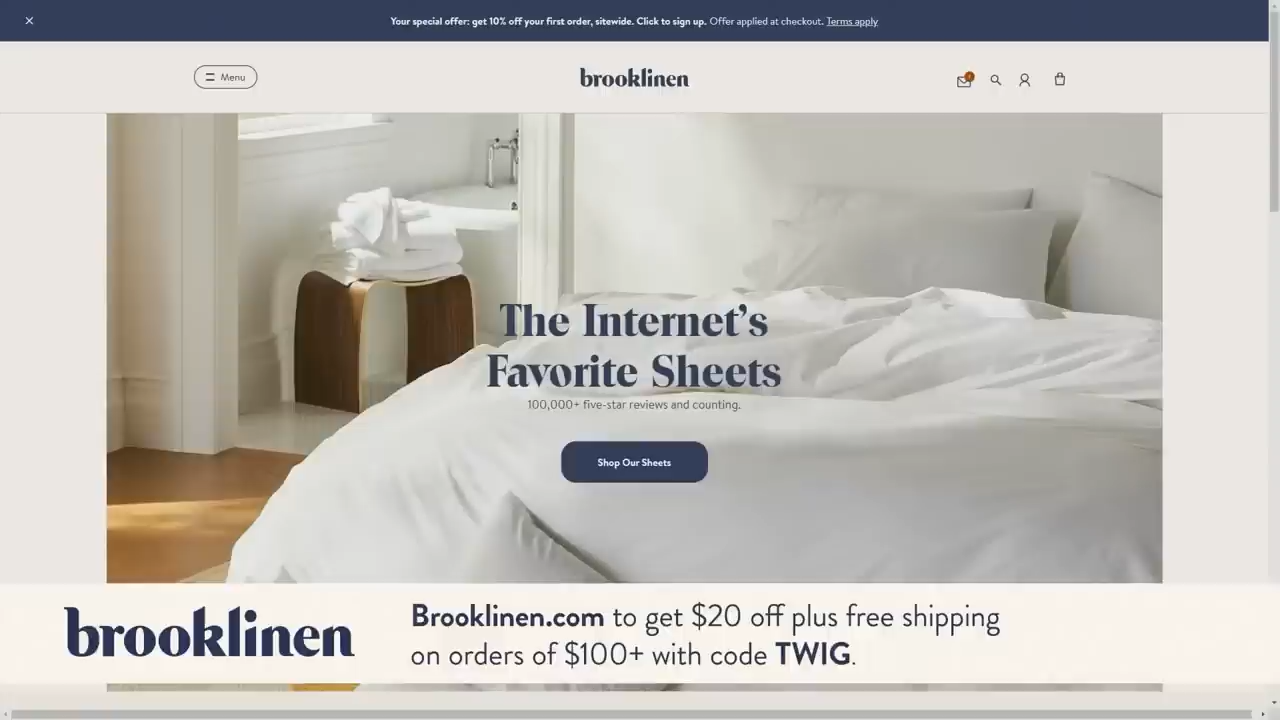 Your special offer: get 10% off your first order, sitewide. Click to sign up. Offer applied at checkout. Terms apply
Menu
brooklinen
The Internet's
Favorite Sheets
100,000+ five-star reviews and counting.
Shop Our Sheets
brooklinen
Brooklinen.com to get $20 off plus free shipping
on orders of $100+ with code TWIG.